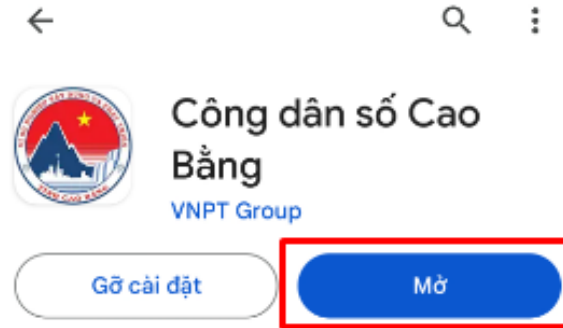 Công dân số Cao
Bằng
VNPT Group
Gỡ cài đặt
Mở